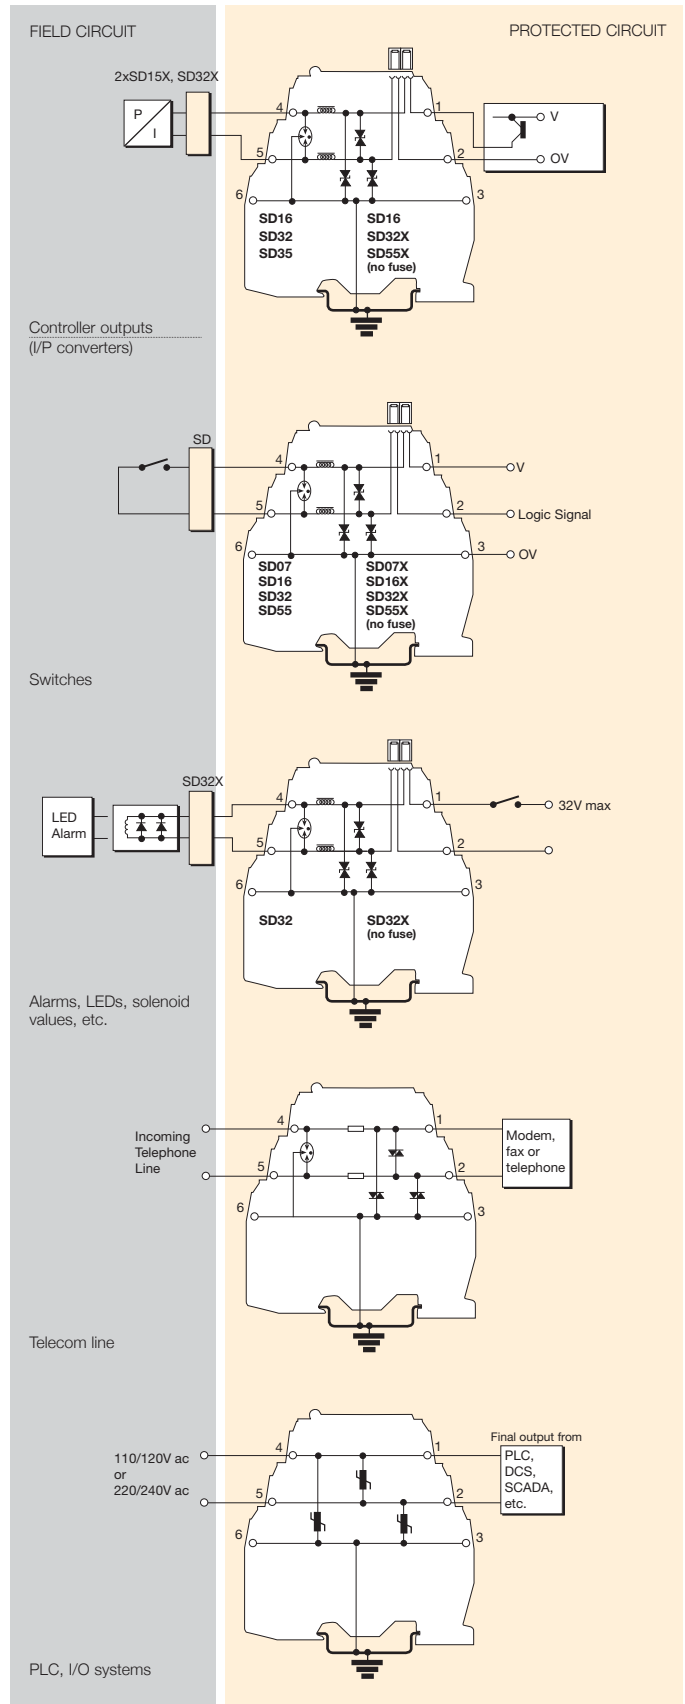 FIELD CIRCUIT
PROTECTED CIRCUIT
2xSD15X, SD32X
P
I
4
1
V
5
2
OV
6
3
SD16
SD32
SD35
SD16
SD32X
SD55X
(no fuse)
Controller outputs
(I/P converters)
SD
4
1
V
5
2
Logic Signal
6
3
OV
SD07
SD16
SD32
SD55
SD07X
SD16X
SD32X
SD55X
(no fuse)
Switches
SD32X
LED
Alarm
4
1
32V max
5
2
6
3
SD32
SD32X
(no fuse)
Alarms, LEDs, solenoid
values, etc.
Incoming
Telephone
Line
4
1
5
2
6
3
Modem,
fax or
telephone
Telecom line
110/120V ac
or
220/240V ac
4
1
5
2
6
3
Final output from
PLC,
DCS,
SCADA,
etc.
PLC, I/O systems